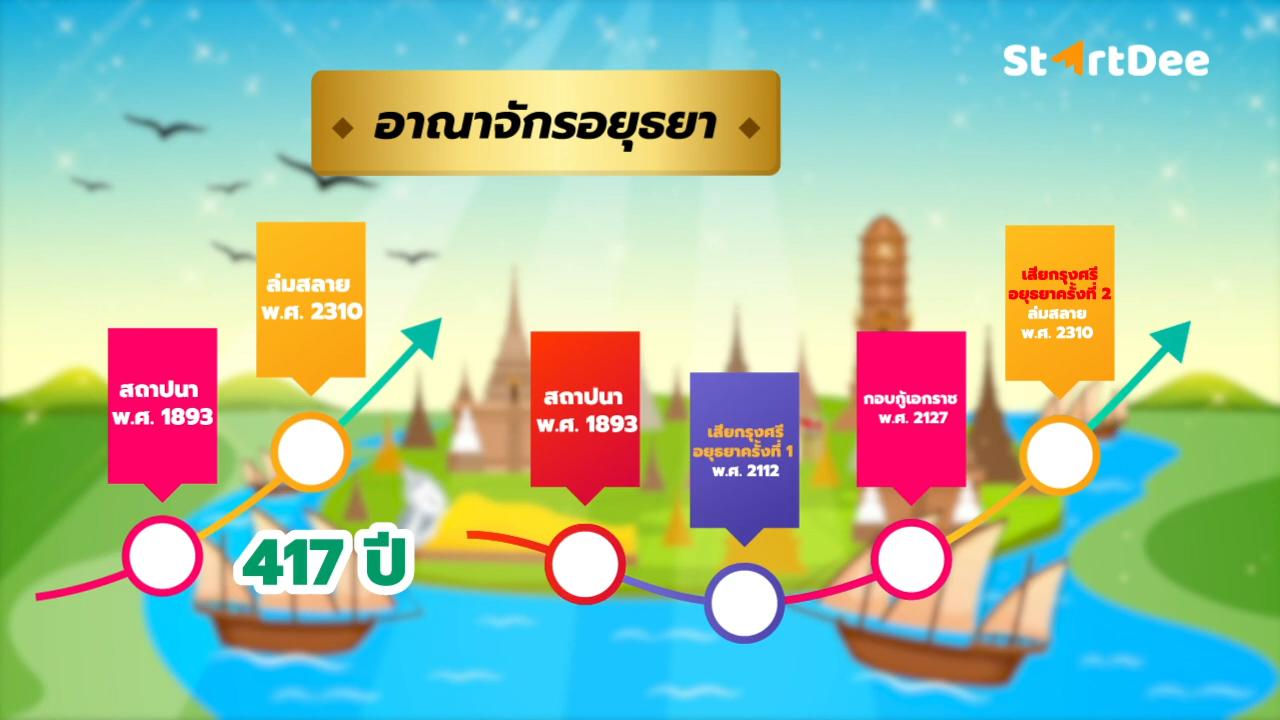 StartDee
อาณาจักรอยุธยา
สถาปนา
พ.ศ. 1893
ล่มสลาย
พ.ศ. 2310
417 ปี
สถาปนา
พ.ศ. 1893
เสียกรุงศรี
อยุธยาครั้งที่ 1
พ.ศ. 2112
กอบกู้เอกราช
พ.ศ. 2127
เสียกรุงศรี
อยุธยาครั้งที่ 2
ล่มสลาย
พ.ศ. 2310